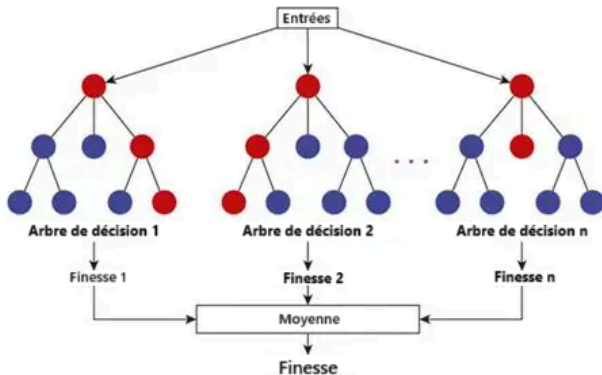 Entrées
Arbre de décision 1
Arbre de décision 2
Arbre de décision n
Finesse 1
Finesse 2
Finesse n
Moyenne
Finesse